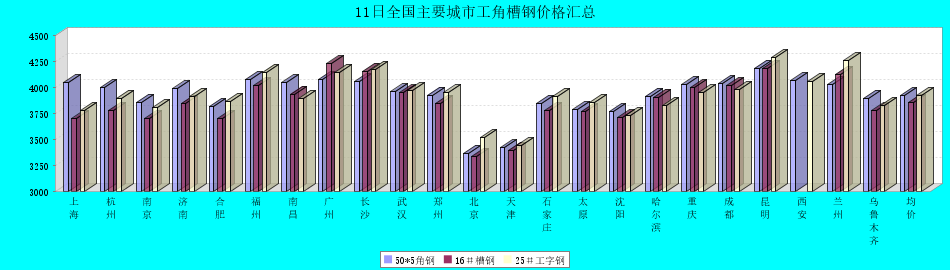 11日全国主要城市工角槽钢价格汇总
4500
4250
4000
3750
3500
3250
3000
上海
杭州
南京
济南
合肥
福州
南昌
广州
长沙
武汉
郑州
北京
天津
石家庄
太原
沈阳
哈尔滨
重庆
成都
昆明
西安
兰州
乌鲁木齐
均价
50*5角钢
16#槽钢
25#工字钢